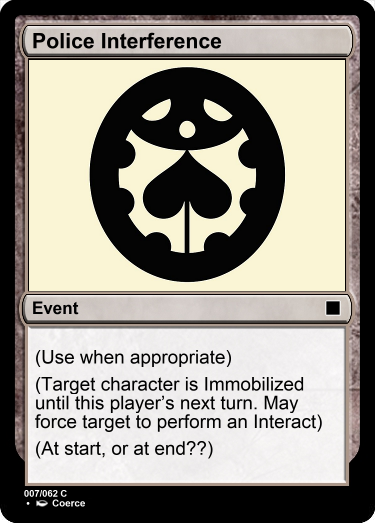 Police Interference
Event
(Use when appropriate)
(Target character is Immobilized
until this player's next turn. May
force target to perform an Interact)
(At start, or at end??)
007/062 C
• Coerce